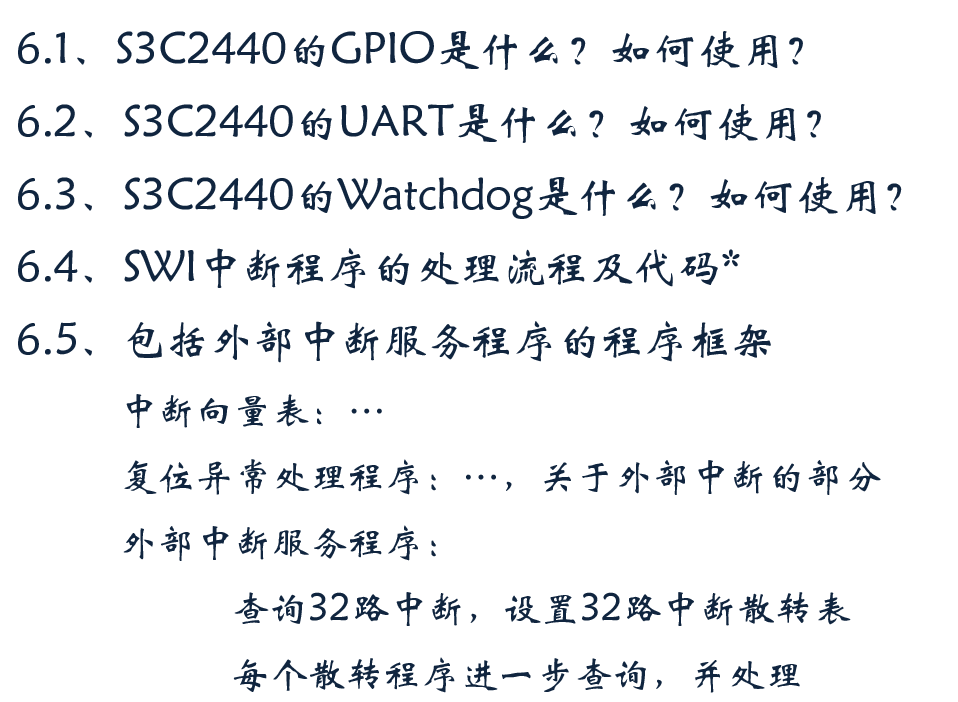 6.1、S3C2440的GPIO是什么？如何使用？
6.2、S3C2440的UART是什么？如何使用？
6.3、S3C2440的Watchdog是什么？如何使用？
6.4、SWI中断程序的处理流程及代码*
6.5、包括外部中断服务程序的程序框架
中断向量表：…
复位异常处理程序：…，关于外部中断的部分
外部中断服务程序：
查询32路中断，设置32路中断散转表
每个散转程序进一步查询，并处理